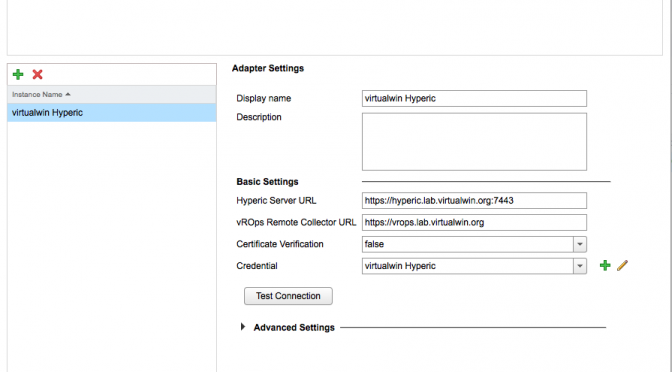 Adapter Settings
Instance Name
virtualwin Hyperic
Display name virtualwin Hyperic
Description
Basic Settings
Hyperic Server URL https://hyperic.lab.virtualwin.org:7443
vROps Remote Collector URL https://vrops.lab.virtualwin.org
Certificate Verification false
Credential virtualwin Hyperic
Test Connection
Advanced Settings